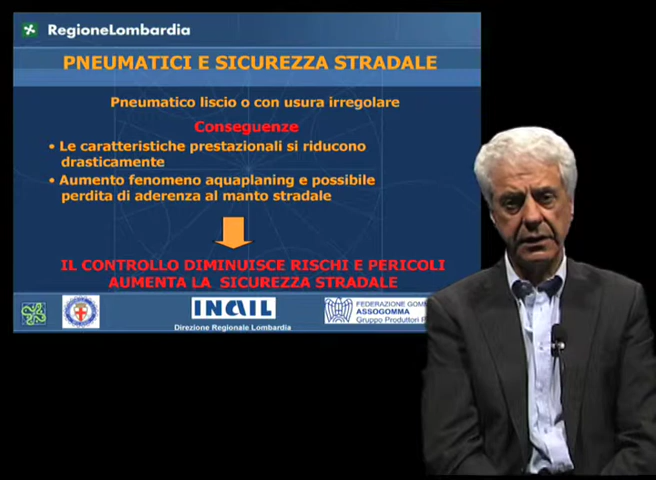 RegioneLombardia
PNEUMATICI E SICUREZZA STRADALE
Pneumatico liscio o con usura irregolare
Conseguenze
• Le caratteristiche prestazionali si riducono
drasticamente
• Aumento fenomeno aquaplaning e possibile
perdita di aderenza al manto stradale
IL CONTROLLO DIMINUISCE RISCHI E PERICOLI
AUMENTA LA SICUREZZA STRADALE
INAIL
Direzione Regionale Lombardia
FEDERAZIONE GOM
ASSOGOMMA
Gruppo Produttori P